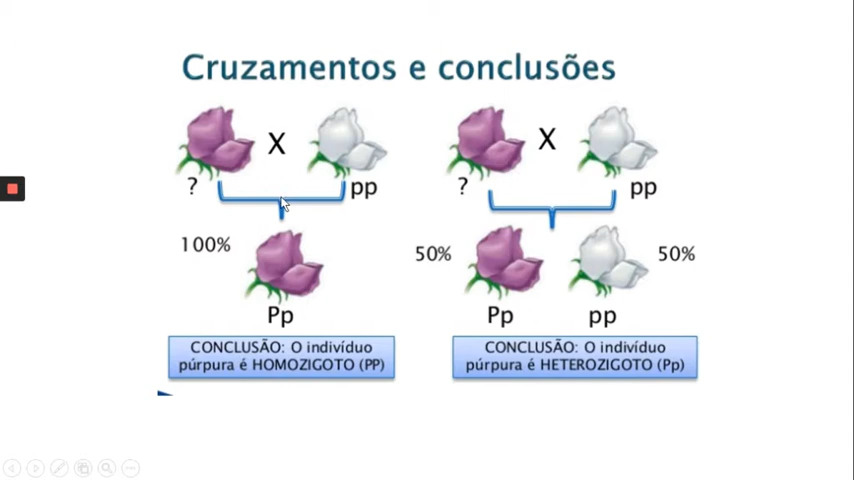 Cruzamentos e conclusões
X
? pp
100%
Pp
CONCLUSÃO: O indivíduo
púrpura é HOMOZIGOTO (PP)
X
? pp
50% 50%
Pp pp
CONCLUSÃO: O indivíduo
púrpura é HETEROZIGOTO (Pp)